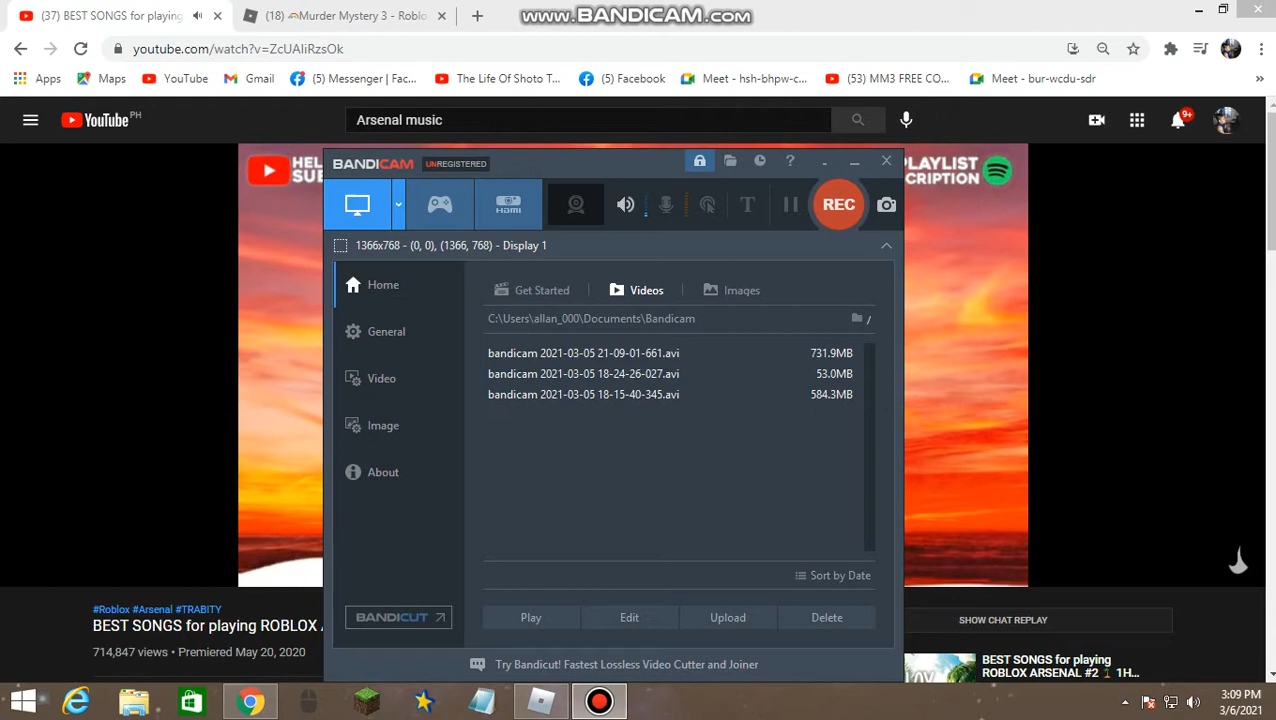 (37) BEST SONGS for playing
(18) Murder Mystery 3 - Roblo
www.BANDICAM.com
youtube.com/watch?v=ZcUAIiRzsOk
Apps
Maps
YouTube
Gmail
(5) Messenger | Fac...
The Life Of Shoto T...
(5) Facebook
Meet - hsh-bhpw-c...
(53) MM3 FREE CO...
Meet - bur-wcdu-sdr
»
YouTube PH
Arsenal music
9+
HEL
SUB
PLAYLIST
SCRIPTION
BANDICAM UNREGISTERED
HDMI
REC
1366x768 - (0, 0), (1366, 768) - Display 1
Home
General
Video
Image
About
Get Started
Videos
Images
C:\Users\allan_000\Documents\Bandicam
/
bandicam 2021-03-05 21-09-01-661.avi 731.9MB
bandicam 2021-03-05 18-24-26-027.avi 53.0MB
bandicam 2021-03-05 18-15-40-345.avi 584.3MB
Sort by Date
BANDICUT
Play
Edit
Upload
Delete
Try Bandicut! Fastest Lossless Video Cutter and Joiner
#Roblox #Arsenal #TRABITY
BEST SONGS for playing ROBLOX
714,847 views • Premiered May 20, 2020
SHOW CHAT REPLAY
BEST SONGS for playing
ROBLOX ARSENAL #2 1H...
3:09 PM
3/6/2021